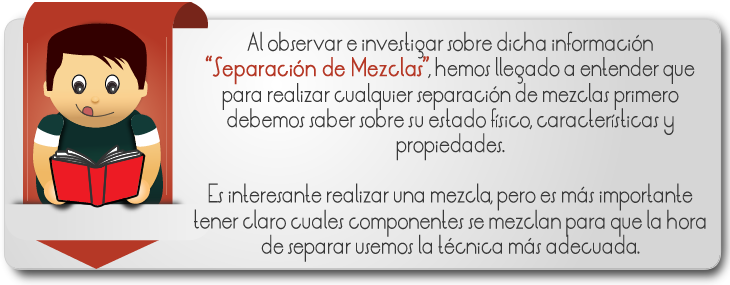 Al observar e investigar sobre dicha información
“Separación de Mezclas”, hemos llegado a entender que
para realizar cualquier separación de mezclas primero
debemos saber sobre su estado físico, características y
propiedades.
Es interesante realizar una mezcla, pero es más importante
tener claro cuales componentes se mezclan para que la hora
de separar usemos la técnica más adecuada.